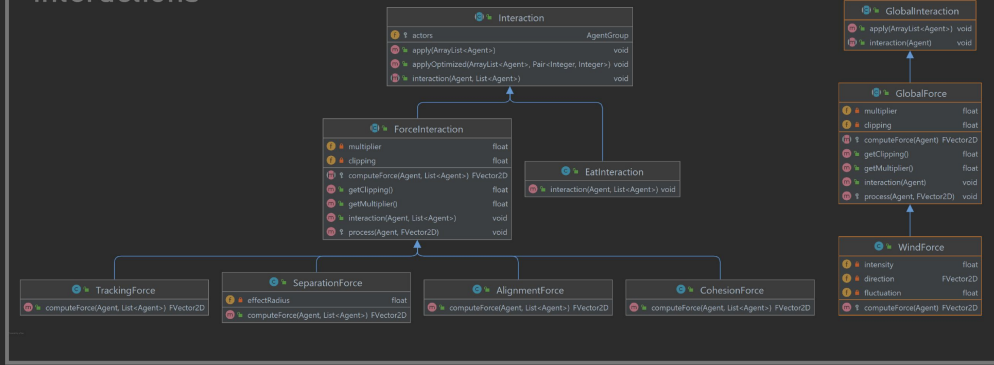 Interactions
Interaction
actors AgentGroup
apply(ArrayList<Agent>) void
applyOptimized(ArrayList<Agent>, Pair<Integer, Integer>) void
interaction(Agent, List<Agent>) void
GlobalInteraction
apply(ArrayList<Agent>) void
interaction(Agent) void
ForceInteraction
multiplier float
clipping float
computeForce(Agent, List<Agent>) FVector2D
getClipping() float
getMultiplier() float
interaction(Agent, List<Agent>) void
process(Agent, FVector2D) void
EatInteraction
interaction(Agent, List<Agent>) void
GlobalForce
multiplier float
clipping float
computeForce(Agent) FVector2D
getClipping() float
getMultiplier() float
interaction(Agent) void
process(Agent, FVector2D) void
TrackingForce
computeForce(Agent, List<Agent>) FVector2D
SeparationForce
effectRadius float
computeForce(Agent, List<Agent>) FVector2D
AlignmentForce
computeForce(Agent, List<Agent>) FVector2D
CohesionForce
computeForce(Agent, List<Agent>) FVector2D
WindForce
intensity float
direction FVector2D
fluctuation float
computeForce(Agent) FVector2D